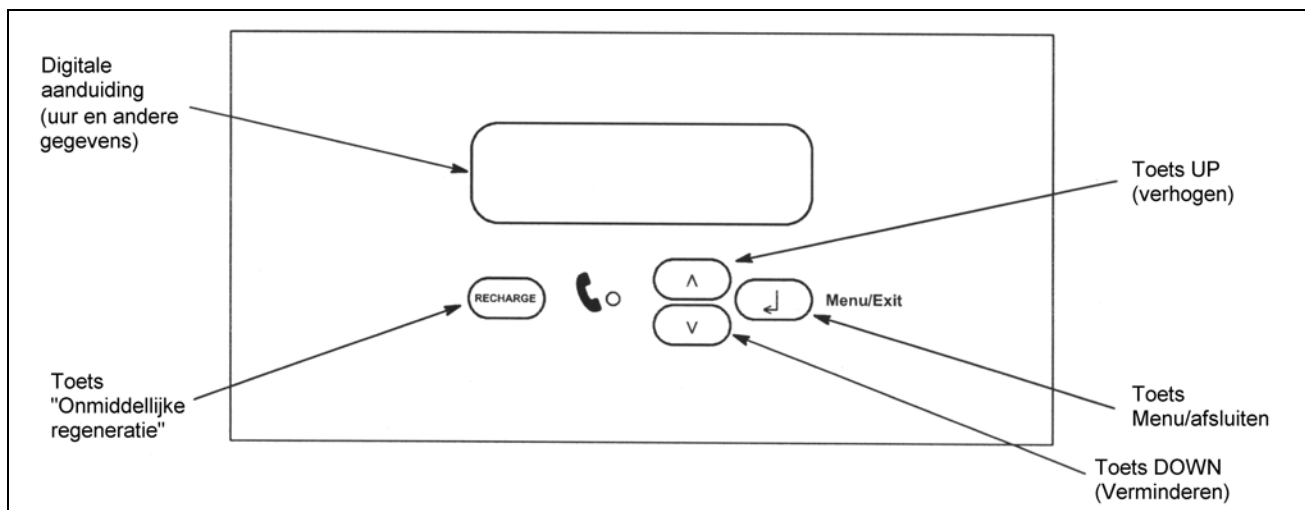 Digitale
aanduiding
(uur en andere
gegevens)
Toets UP
(verhogen)
RECHARGE
Menu/Exit
Toets
"Onmiddellijke
regeneratie"
Toets
Menu/afsluiten
Toets DOWN
(Verminderen)